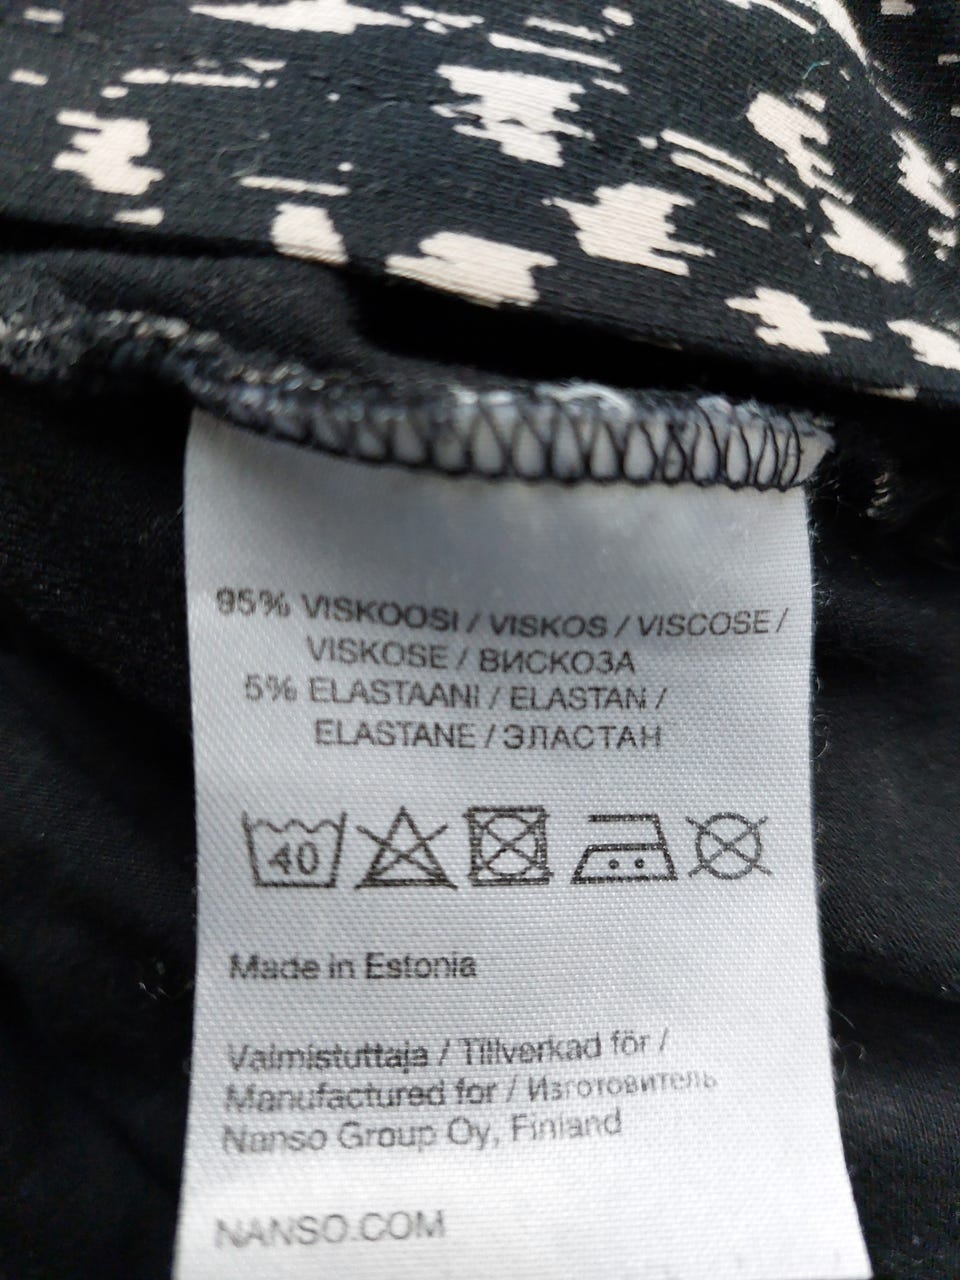 95% VISKOOSI / VISKOS / VISCOSE /
VISKOSE / ВИСКОЗА
5% ELASTAANI / ELASTAN /
ELASTANE / ЭЛАСТАН
40
Made in Estonia
Valmistuttaja / Tillverkad för /
Manufactured for / Изготовитель
Nanso Group Oy, Finland
NANSO.COM